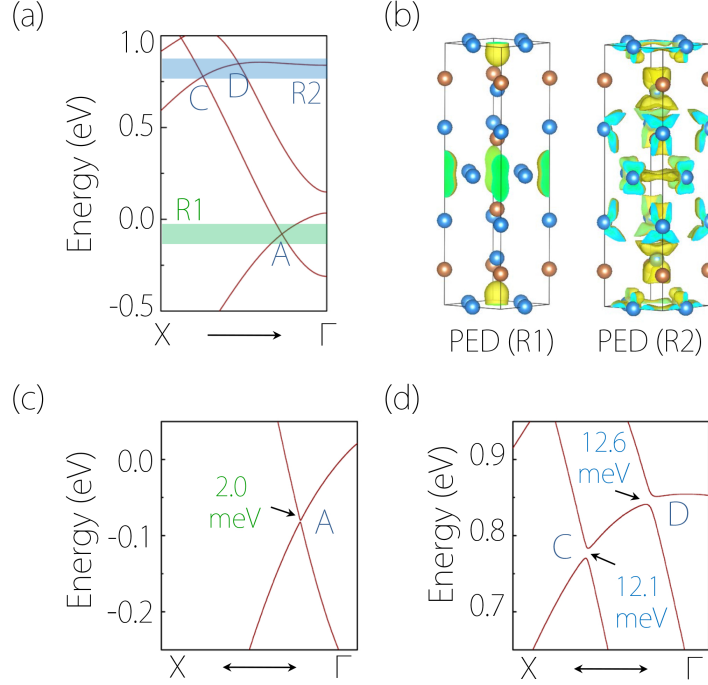 (a)
Energy (eV)
1.0
0.5
0.0
-0.5
C
D
R2
R1
A
X
Γ
(b)
PED (R1)
PED (R2)
(c)
Energy (eV)
0.0
-0.1
-0.2
2.0
meV
A
X
Γ
(d)
Energy (eV)
0.9
0.8
0.7
12.6
meV
D
C
12.1
meV
X
Γ